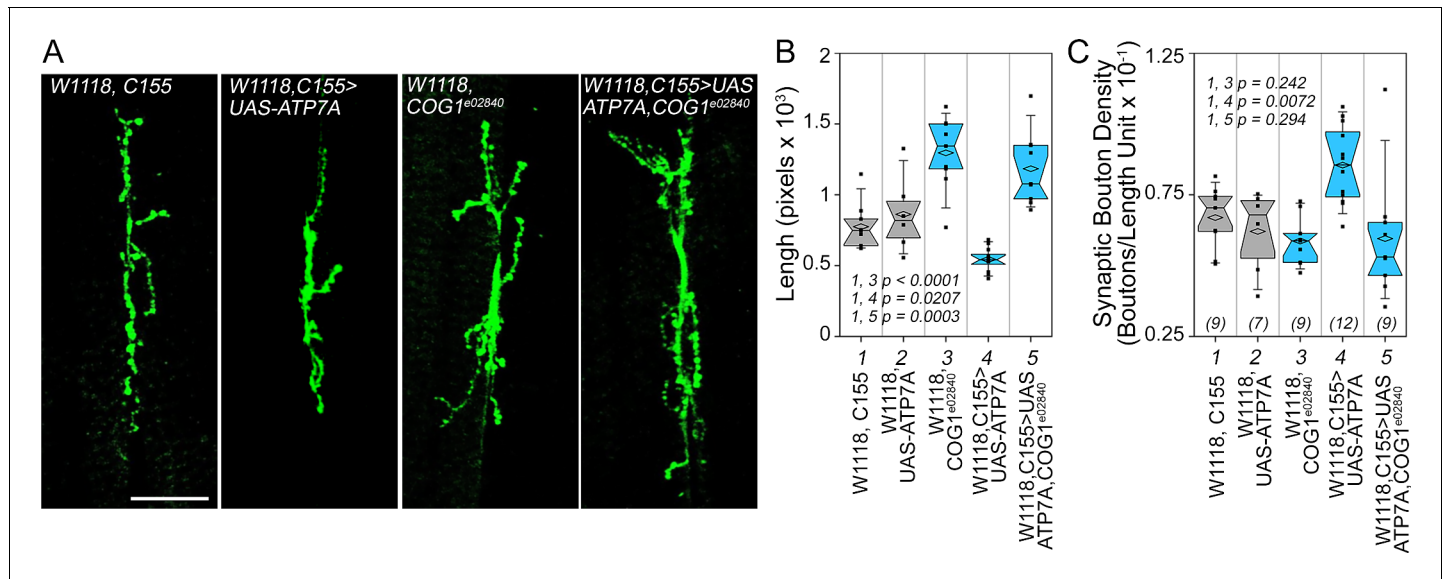 A
W1118, C155
W1118,C155>
UAS-ATP7A
W1118,
COG1e02840
W1118,C155>UAS
ATP7A,COG1e02840
B
Lengh (pixels x 10³)
2
1.5
1
0.5
0
1, 3 p < 0.0001
1, 4 p = 0.0207
1, 5 p = 0.0003
1
2
3
4
5
W1118, C155
W1118,
UAS-ATP7A
W1118,
COG1e02840
W1118,C155>
UAS-ATP7A
W1118,C155>UAS
ATP7A,COG1e02840
C
Synaptic Bouton Density
(Boutons/Length Unit x 10⁻¹)
1.25
0.75
0.25
1, 3 p = 0.242
1, 4 p = 0.0072
1, 5 p = 0.294
(9)
(7)
(9)
(12)
(9)
1
2
3
4
5
W1118, C155
W1118,
UAS-ATP7A
W1118,
COG1e02840
W1118,C155>
UAS-ATP7A
W1118,C155>UAS
ATP7A,COG1e02840